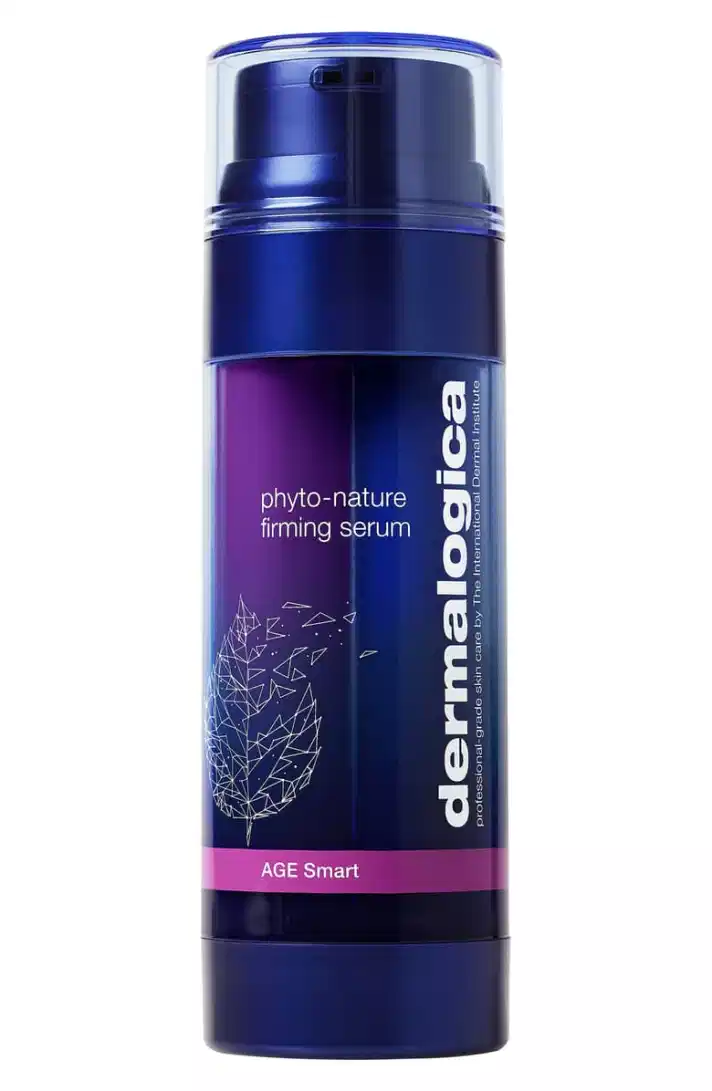 phyto-nature
firming serum
dermalogica
professional-grade skin care by The International Dermal Institute
AGE Smart